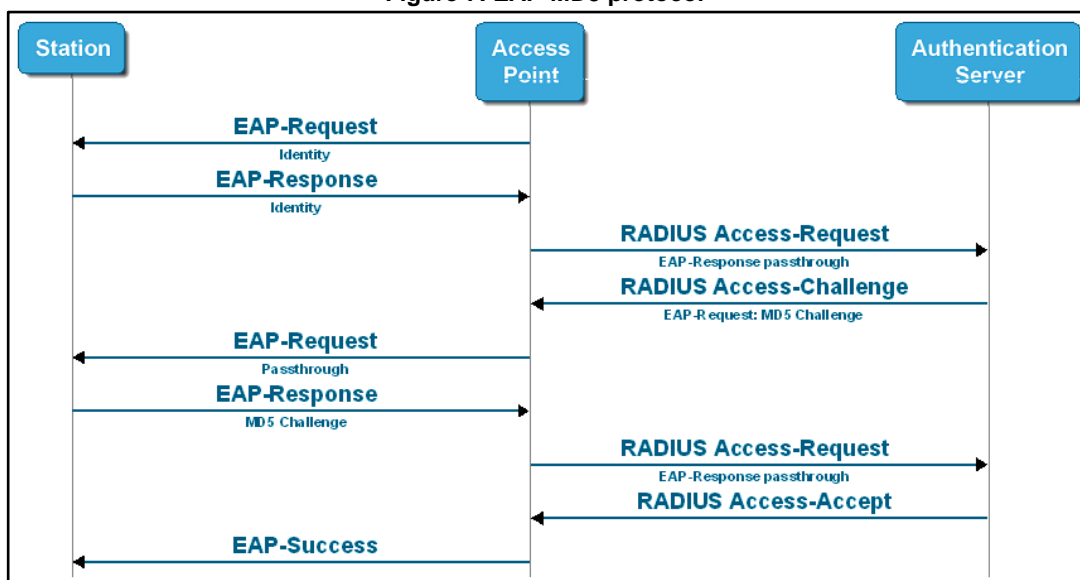 Station
Access
Point
Authentication
Server
EAP-Request
Identity
EAP-Response
Identity
RADIUS Access-Request
EAP-Response passthrough
RADIUS Access-Challenge
EAP-Request: MD5 Challenge
EAP-Request
Passthrough
EAP-Response
MD5 Challenge
RADIUS Access-Request
EAP-Response passthrough
RADIUS Access-Accept
EAP-Success